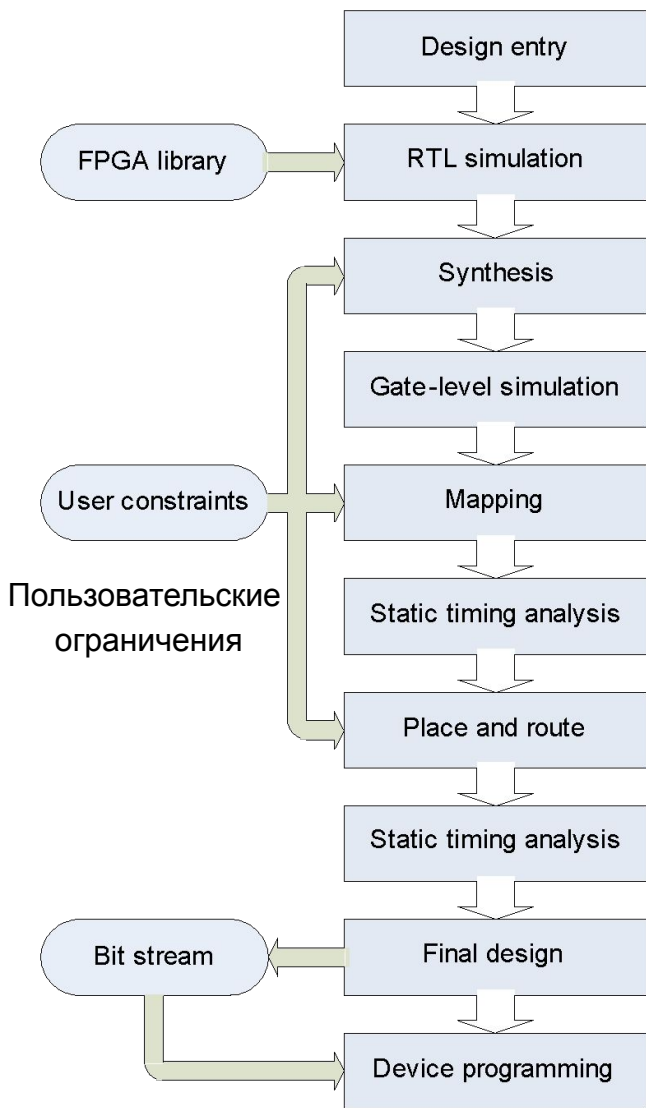 Design entry
FPGA library
RTL simulation
Synthesis
Gate-level simulation
User constraints
Mapping
Пользовательские
ограничения
Static timing analysis
Place and route
Static timing analysis
Bit stream
Final design
Device programming